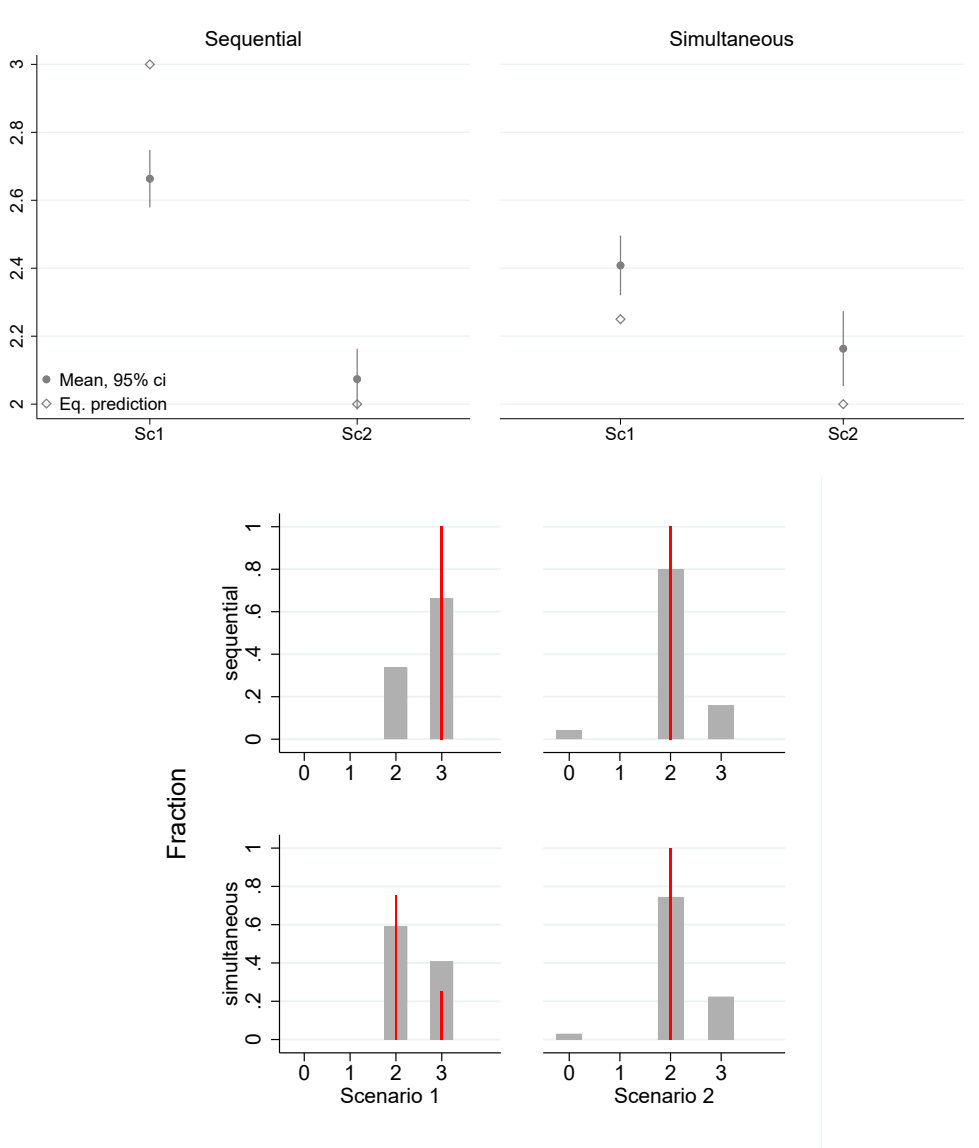 Sequential Simultaneous
3
2.8
2.6
2.4
2.2
2
Mean, 95% ci
Eq. prediction
Sc1 Sc2 Sc1 Sc2
Fraction
sequential
1
.8
.6
.4
.2
0
0 1 2 3 0 1 2 3
simultaneous
1
.8
.6
.4
.2
0
0 1 2 3 0 1 2 3
Scenario 1 Scenario 2